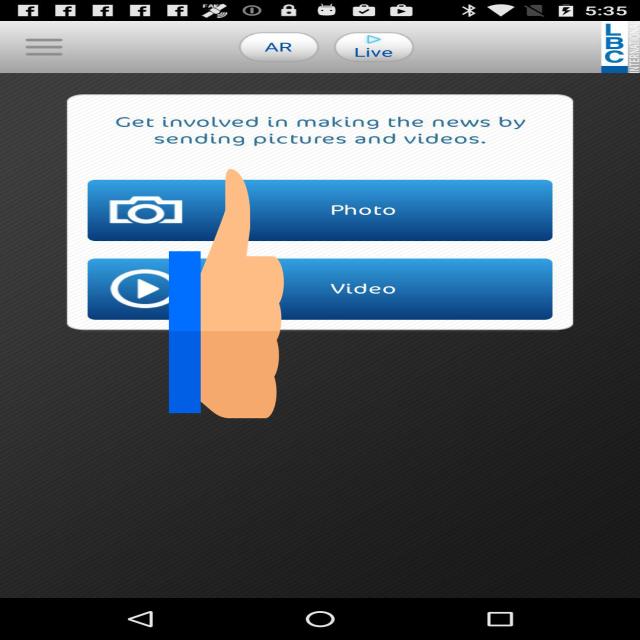 5:35
AR
Live
LBC
INTERNATIONAL
Get involved in making the news by
sending pictures and videos.
Photo
Video